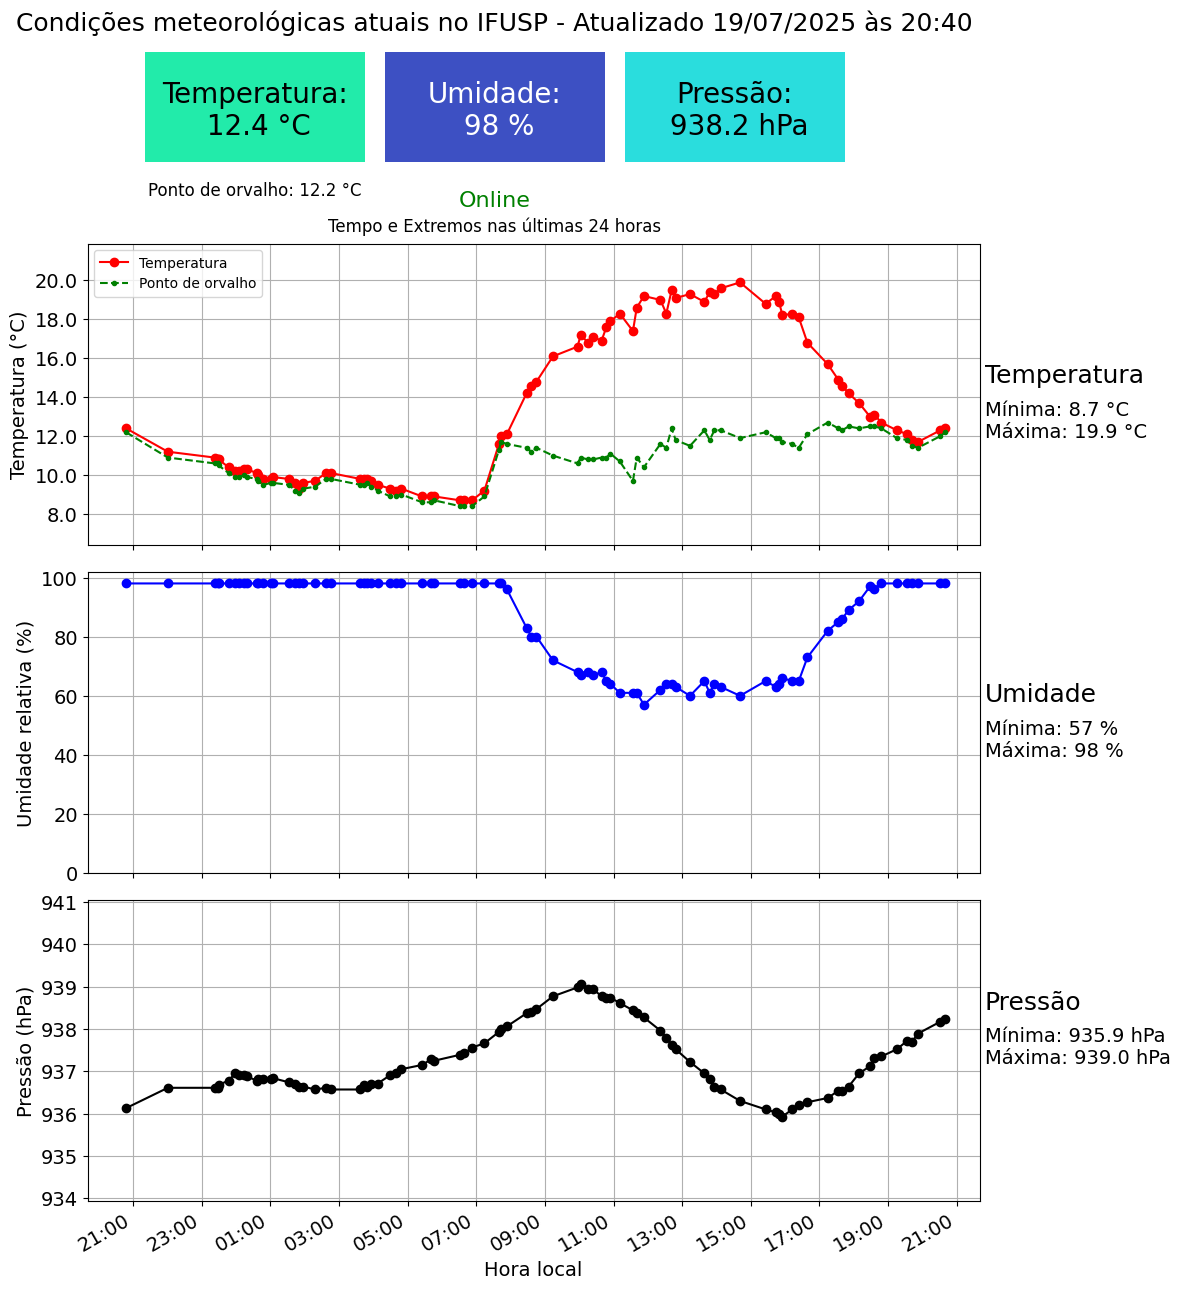 Condições meteorológicas atuais no IFUSP - Atualizado 19/07/2025 às 20:40
Temperatura:
12.4 °C
Umidade:
98 %
Pressão:
938.2 hPa
Ponto de orvalho: 12.2 °C
Online
Tempo e Extremos nas últimas 24 horas
Temperatura
Ponto de orvalho
Temperatura (°C)
20.0
18.0
16.0
14.0
12.0
10.0
8.0
Temperatura
Mínima: 8.7 °C
Máxima: 19.9 °C
Umidade relativa (%)
100
80
60
40
20
0
Umidade
Mínima: 57 %
Máxima: 98 %
Pressão (hPa)
941
940
939
938
937
936
935
934
Pressão
Mínima: 935.9 hPa
Máxima: 939.0 hPa
21:00 23:00 01:00 03:00 05:00 07:00 09:00 11:00 13:00 15:00 17:00 19:00 21:00
Hora local